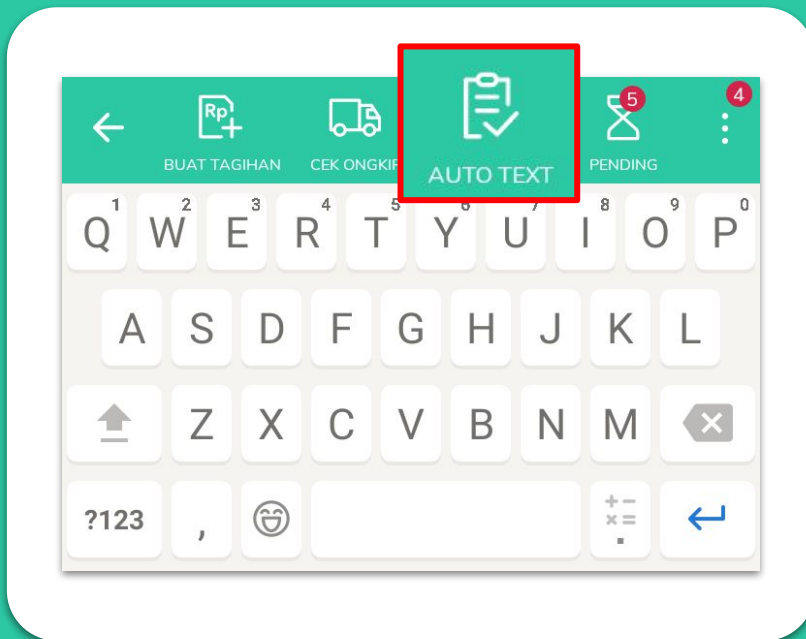 Rp
5
4
BUAT TAGIHAN CEK ONGKIR AUTO TEXT PENDING
1 2 3 4 5 6 7 8 9 0
Q W E R T Y U I O P
A S D F G H J K L
Z X C V B N M
?123 , .